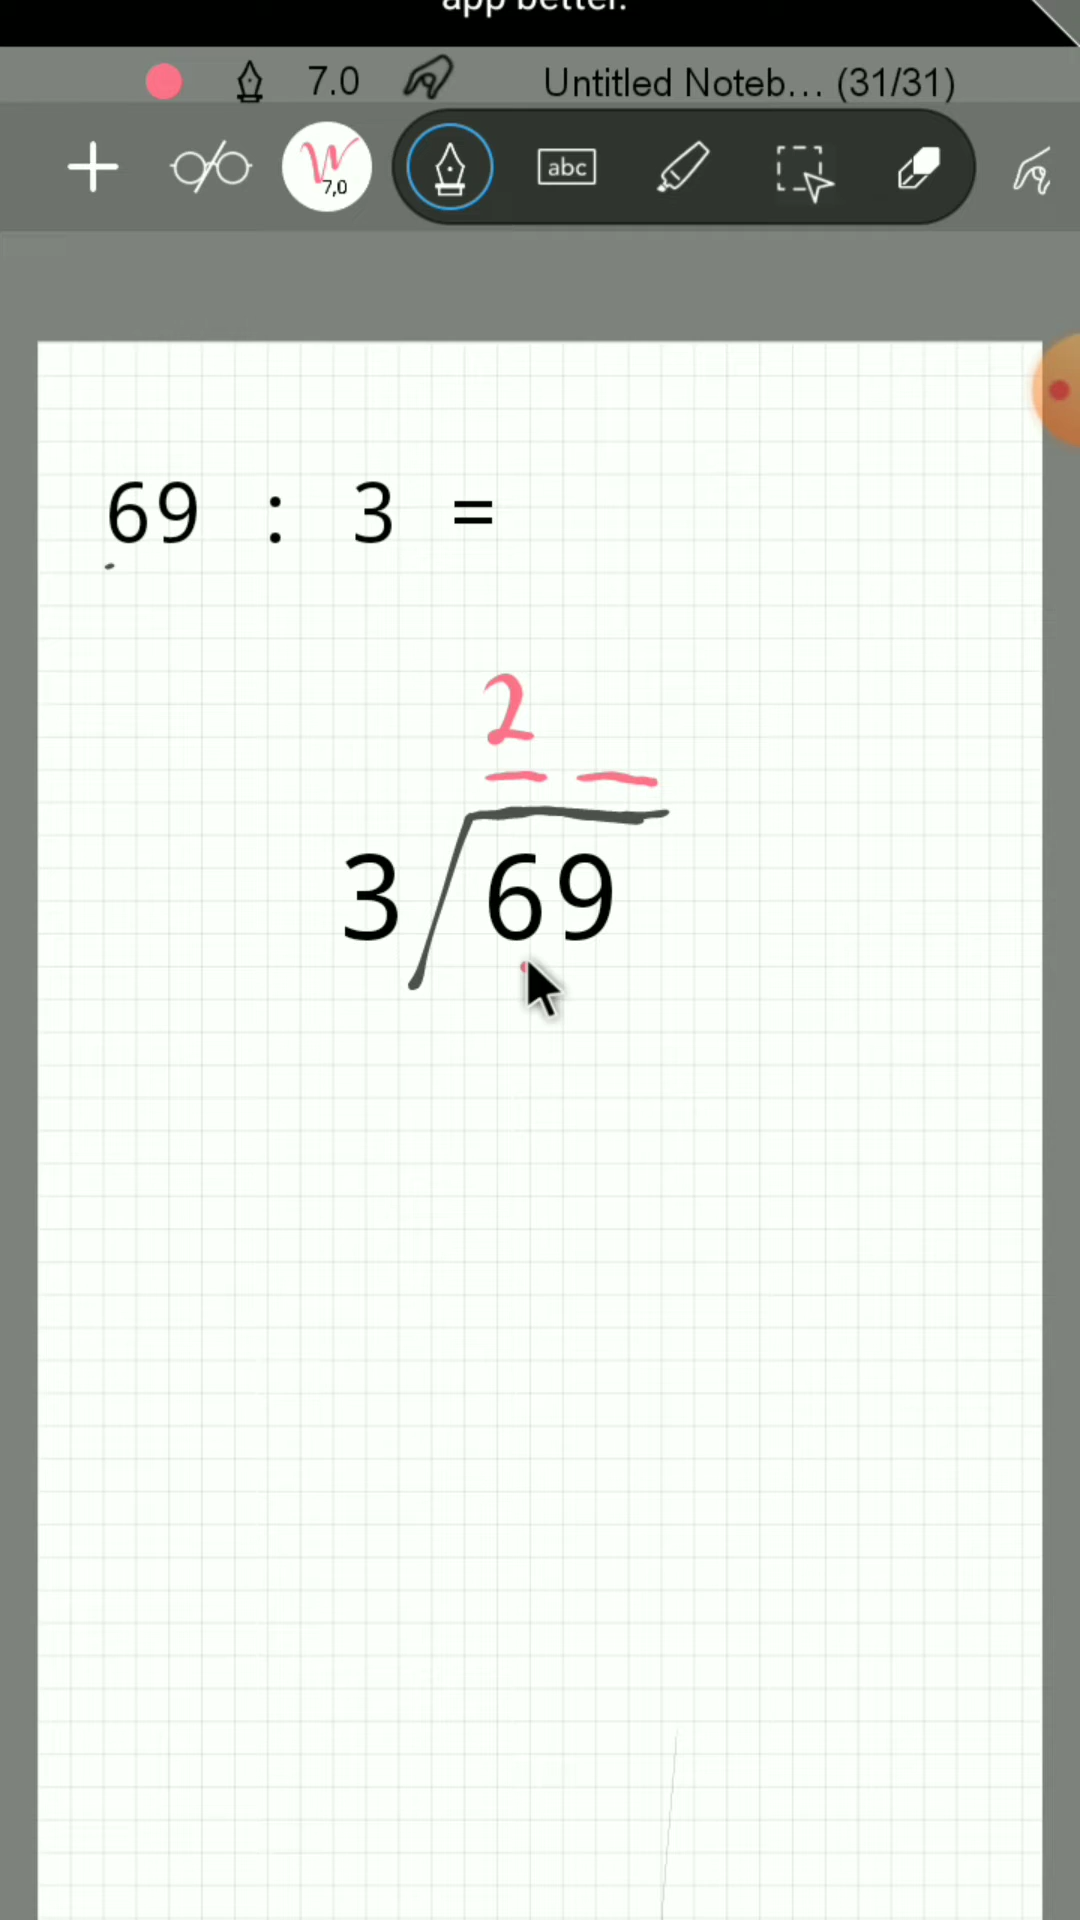 app better.
7.0 Untitled Noteb... (31/31)
7,0 abc
69 : 3 =
2
3 69